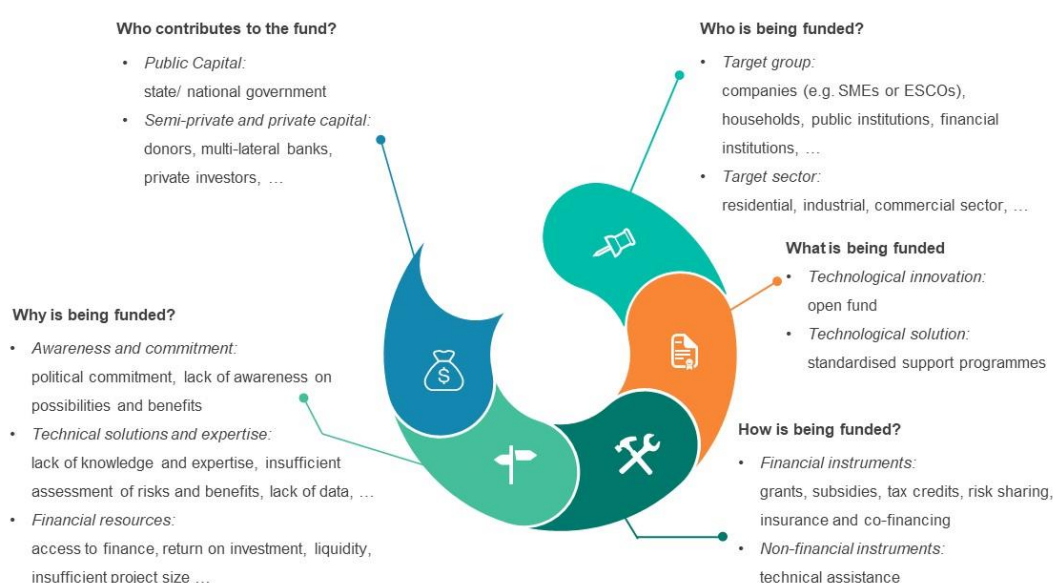 Who contributes to the fund?
• Public Capital:
state/ national government
• Semi-private and private capital:
donors, multi-lateral banks,
private investors, …
Who is being funded?
• Target group:
companies (e.g. SMEs or ESCOs),
households, public institutions, financial
institutions, …
• Target sector:
residential, industrial, commercial sector, …
What is being funded
• Technological innovation:
open fund
• Technological solution:
standardised support programmes
Why is being funded?
• Awareness and commitment:
political commitment, lack of awareness on
possibilities and benefits
• Technical solutions and expertise:
lack of knowledge and expertise, insufficient
assessment of risks and benefits, lack of data, …
• Financial resources:
access to finance, return on investment, liquidity,
insufficient project size …
$
How is being funded?
• Financial instruments:
grants, subsidies, tax credits, risk sharing,
insurance and co-financing
• Non-financial instruments:
technical assistance